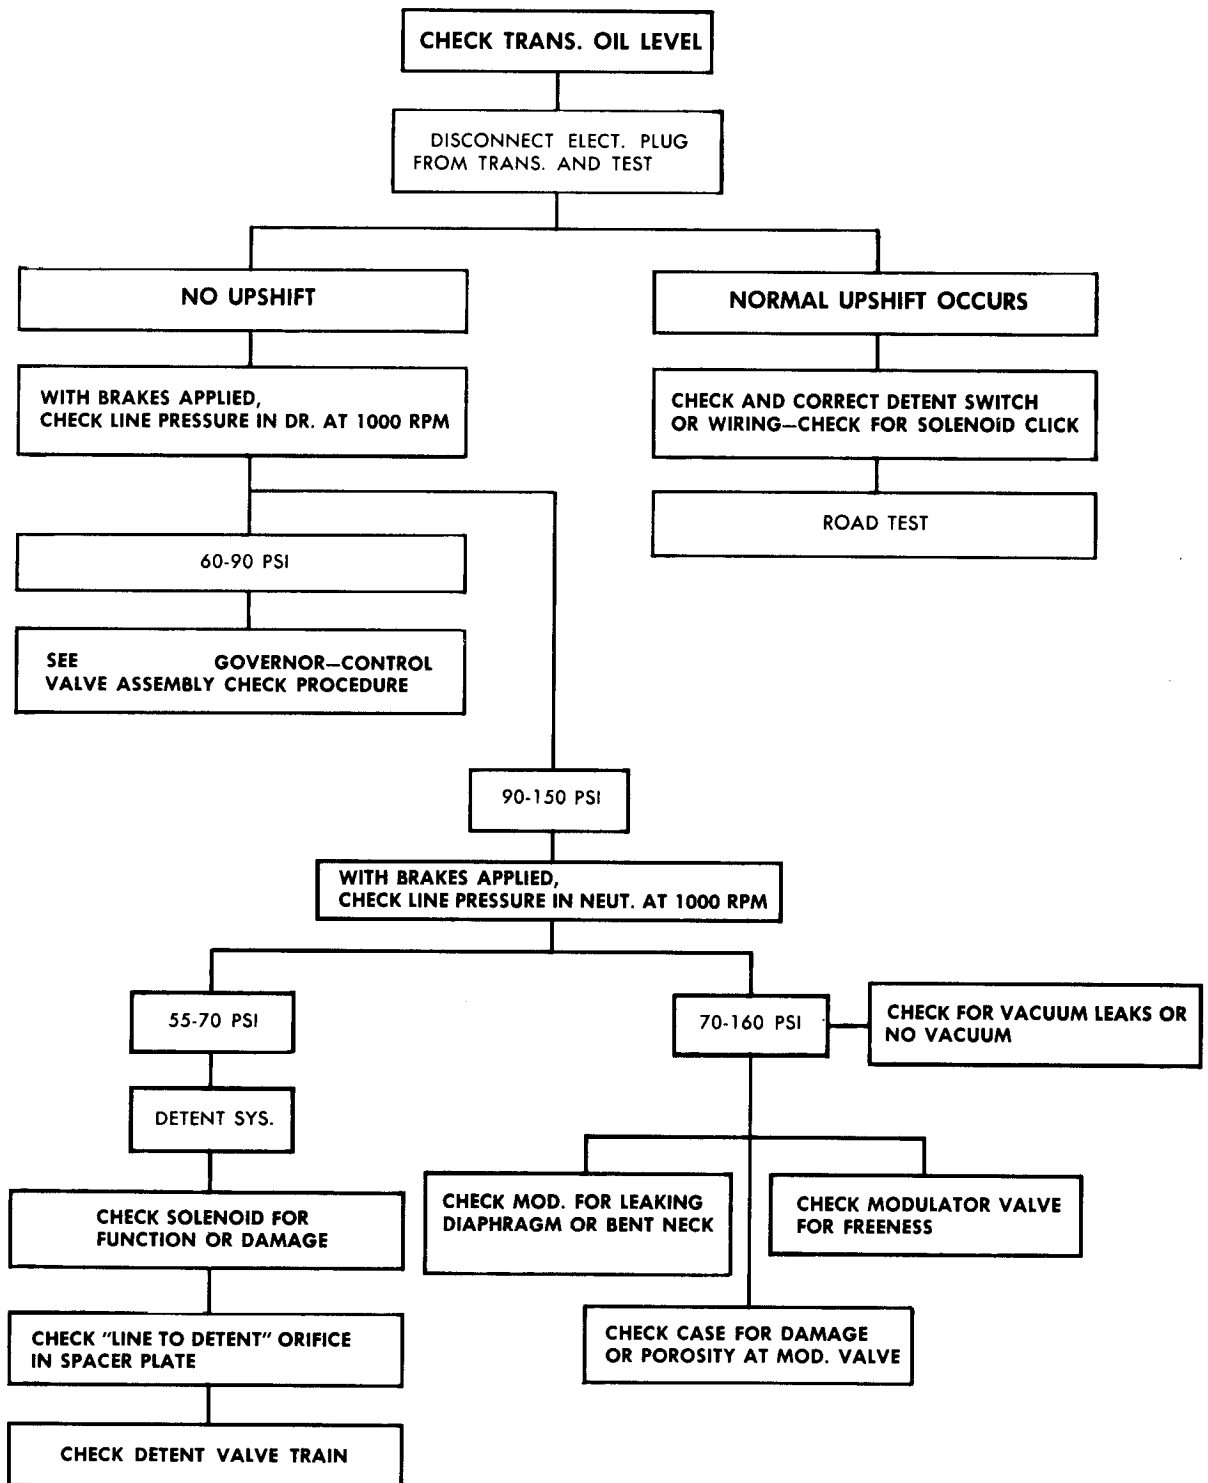 CHECK TRANS. OIL LEVEL
DISCONNECT ELECT. PLUG
FROM TRANS. AND TEST
NO UPSHIFT
NORMAL UPSHIFT OCCURS
WITH BRAKES APPLIED,
CHECK LINE PRESSURE IN DR. AT 1000 RPM
CHECK AND CORRECT DETENT SWITCH
OR WIRING—CHECK FOR SOLENOID CLICK
ROAD TEST
60-90 PSI
SEE GOVERNOR—CONTROL
VALVE ASSEMBLY CHECK PROCEDURE
90-150 PSI
WITH BRAKES APPLIED,
CHECK LINE PRESSURE IN NEUT. AT 1000 RPM
55-70 PSI
70-160 PSI
CHECK FOR VACUUM LEAKS OR
NO VACUUM
DETENT SYS.
CHECK SOLENOID FOR
FUNCTION OR DAMAGE
CHECK MOD. FOR LEAKING
DIAPHRAGM OR BENT NECK
CHECK MODULATOR VALVE
FOR FREENESS
CHECK "LINE TO DETENT" ORIFICE
IN SPACER PLATE
CHECK CASE FOR DAMAGE
OR POROSITY AT MOD. VALVE
CHECK DETENT VALVE TRAIN